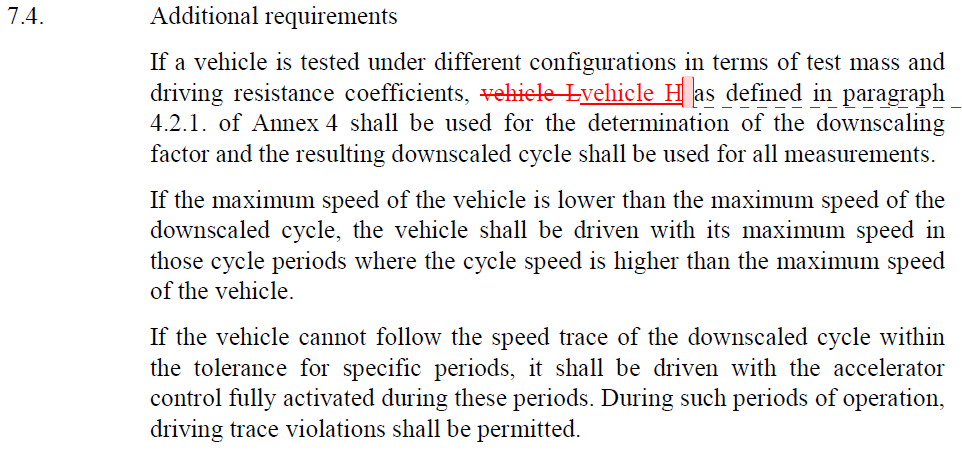 7.4. Additional requirements
If a vehicle is tested under different configurations in terms of test mass and
driving resistance coefficients, vehicle Lvehicle H as defined in paragraph
4.2.1. of Annex 4 shall be used for the determination of the downscaling
factor and the resulting downscaled cycle shall be used for all measurements.
If the maximum speed of the vehicle is lower than the maximum speed of the
downscaled cycle, the vehicle shall be driven with its maximum speed in
those cycle periods where the cycle speed is higher than the maximum speed
of the vehicle.
If the vehicle cannot follow the speed trace of the downscaled cycle within
the tolerance for specific periods, it shall be driven with the accelerator
control fully activated during these periods. During such periods of operation,
driving trace violations shall be permitted.